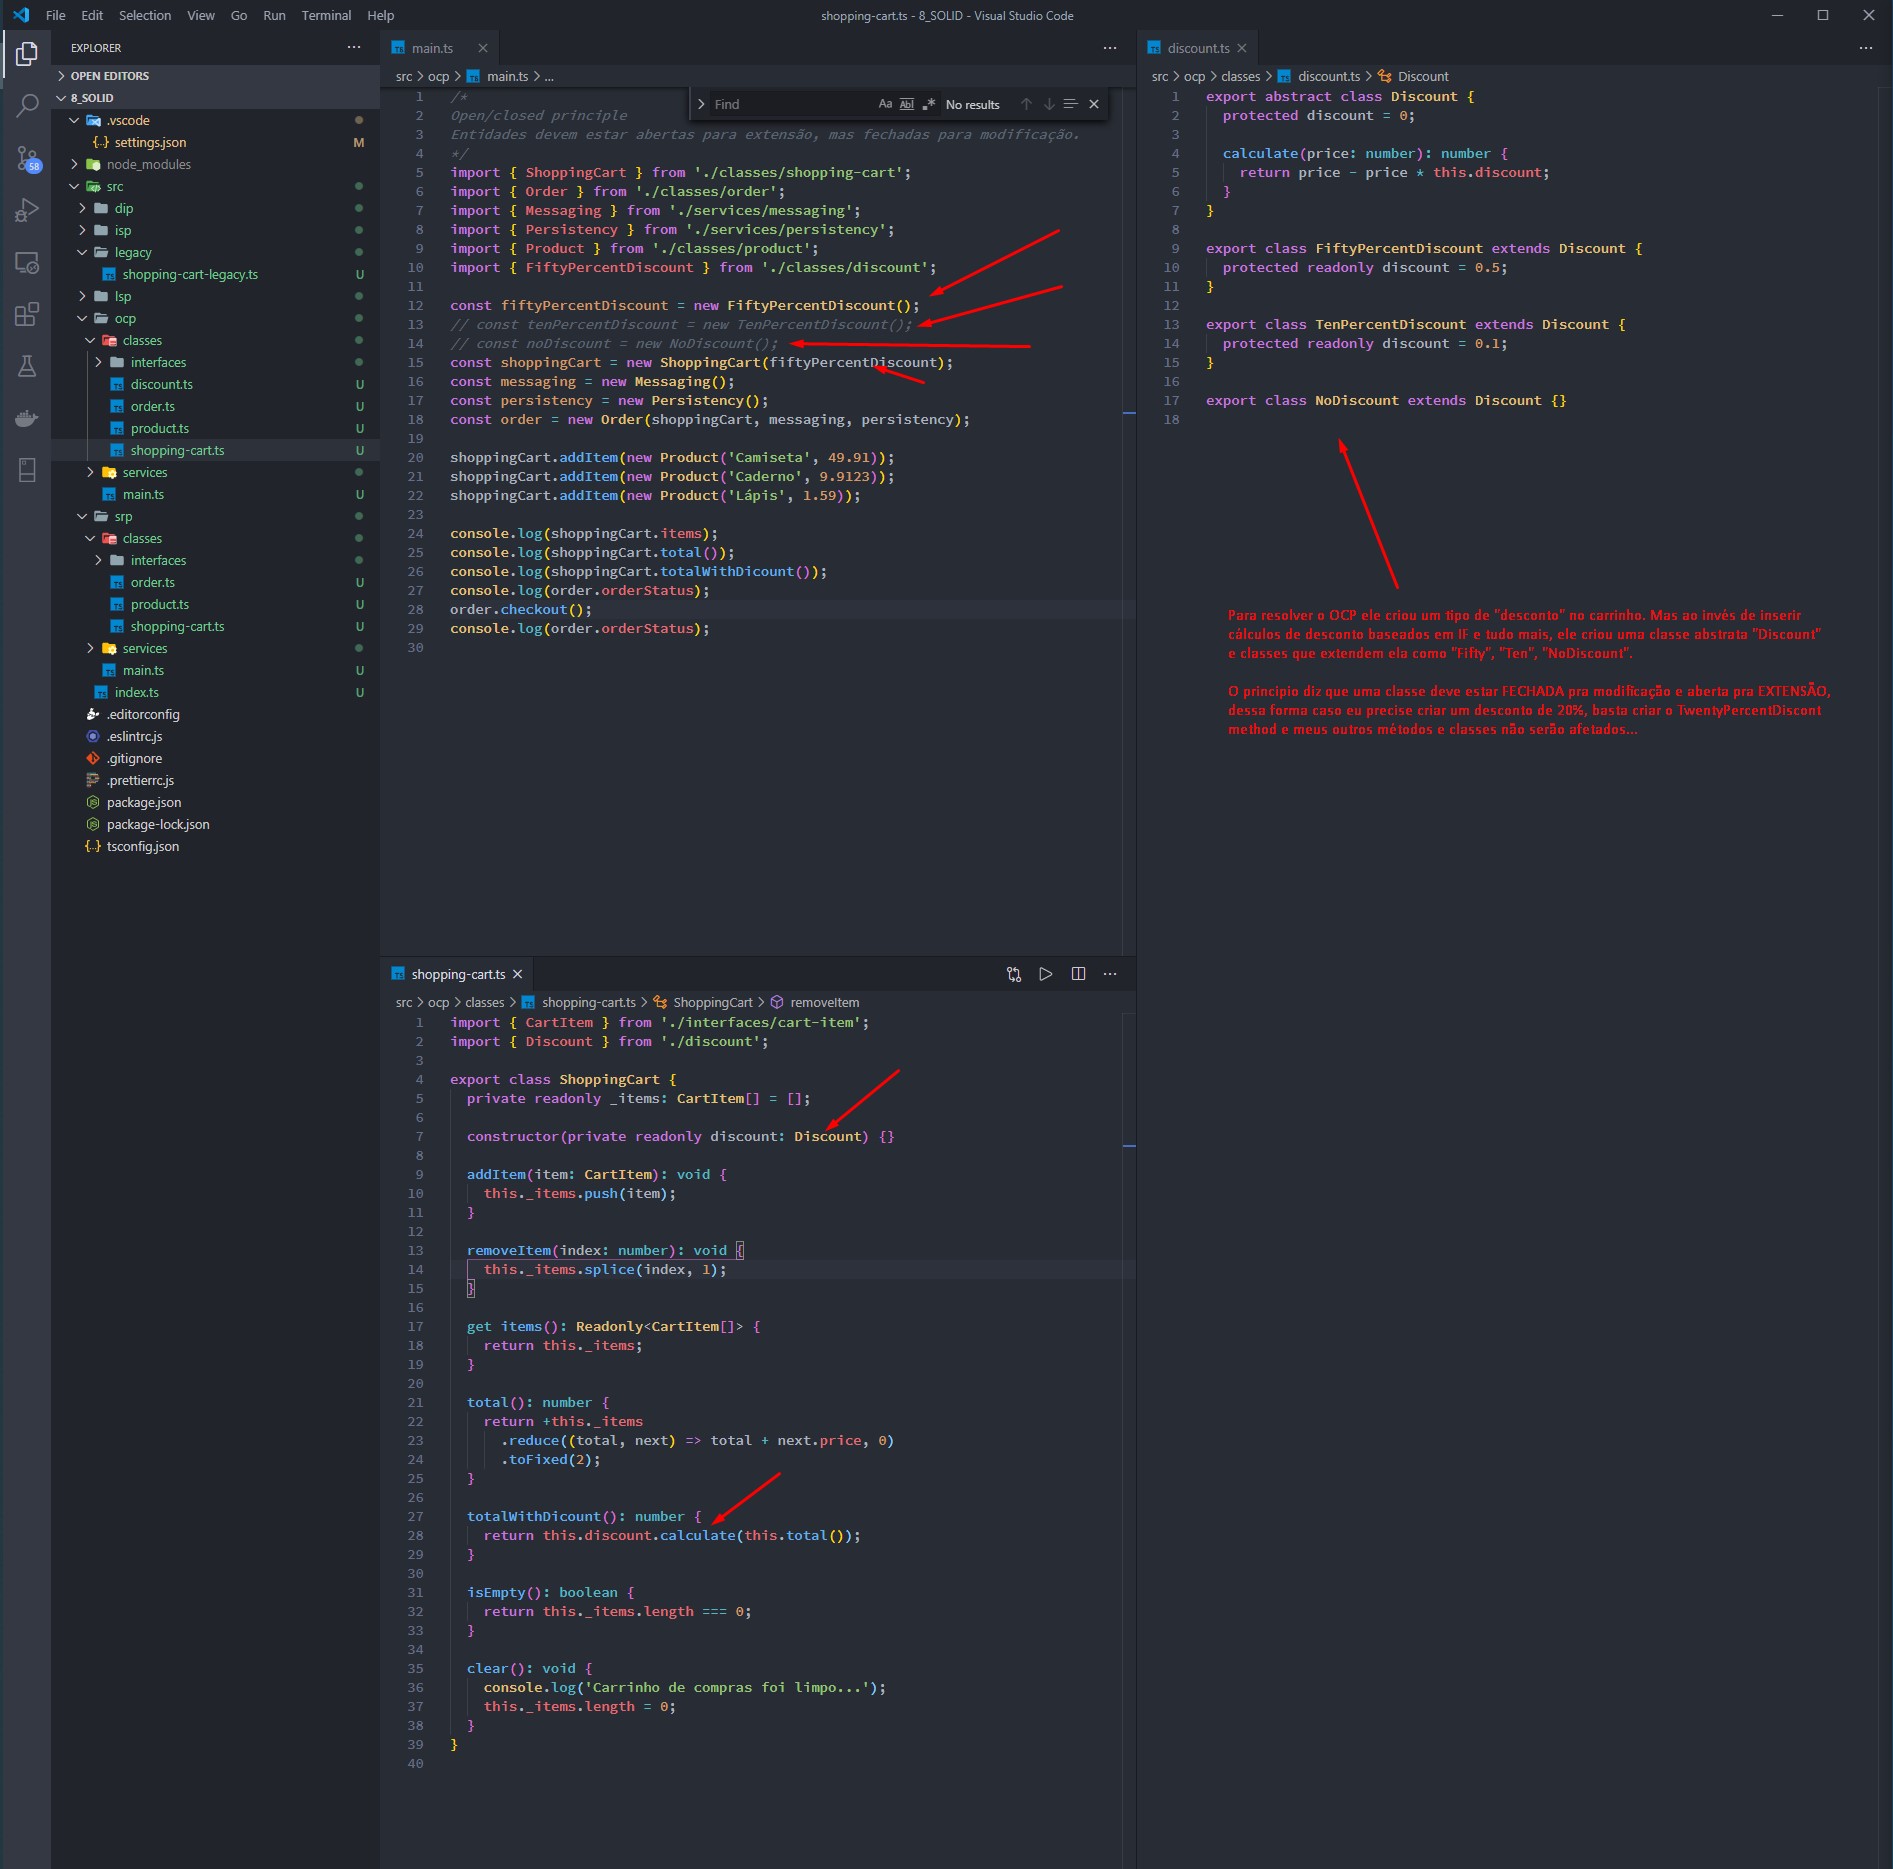 File Edit Selection View Go Run Terminal Help
shopping-cart.ts - 8_SOLID - Visual Studio Code
EXPLORER
OPEN EDITORS
8_SOLID
.vscode
settings.json M
node_modules
src
dip
isp
legacy
shopping-cart-legacy.ts U
lsp
ocp
classes
interfaces
discount.ts U
order.ts U
product.ts U
shopping-cart.ts U
services
main.ts U
srp
classes
interfaces
order.ts U
product.ts U
shopping-cart.ts U
services
main.ts U
index.ts U
.editorconfig
.eslintrc.js
.gitignore
.prettierrc.js
package.json
package-lock.json
tsconfig.json
58
main.ts
src > ocp > main.ts > ...
Find Aa Abl .* No results
1 /*
2 Open/closed principle
3 Entidades devem estar abertas para extensão, mas fechadas para modificação.
4 */
5 import { ShoppingCart } from './classes/shopping-cart';
6 import { Order } from './classes/order';
7 import { Messaging } from './services/messaging';
8 import { Persistency } from './services/persistency';
9 import { Product } from './classes/product';
10 import { FiftyPercentDiscount } from './classes/discount';
11
12 const fiftyPercentDiscount = new FiftyPercentDiscount();
13 // const tenPercentDiscount = new TenPercentDiscount();
14 // const noDiscount = new NoDiscount();
15 const shoppingCart = new ShoppingCart(fiftyPercentDiscount);
16 const messaging = new Messaging();
17 const persistency = new Persistency();
18 const order = new Order(shoppingCart, messaging, persistency);
19
20 shoppingCart.addItem(new Product('Camiseta', 49.91));
21 shoppingCart.addItem(new Product('Caderno', 9.9123));
22 shoppingCart.addItem(new Product('Lápis', 1.59));
23
24 console.log(shoppingCart.items);
25 console.log(shoppingCart.total());
26 console.log(shoppingCart.totalWithDicount());
27 console.log(order.orderStatus);
28 order.checkout();
29 console.log(order.orderStatus);
30
shopping-cart.ts
src > ocp > classes > shopping-cart.ts > ShoppingCart > removeItem
1 import { CartItem } from './interfaces/cart-item';
2 import { Discount } from './discount';
3
4 export class ShoppingCart {
5 private readonly _items: CartItem[] = [];
6
7 constructor(private readonly discount: Discount) {}
8
9 addItem(item: CartItem): void {
10 this._items.push(item);
11 }
12
13 removeItem(index: number): void {
14 this._items.splice(index, 1);
15 }
16
17 get items(): Readonly<CartItem[]> {
18 return this._items;
19 }
20
21 total(): number {
22 return +this._items
23 .reduce((total, next) => total + next.price, 0)
24 .toFixed(2);
25 }
26
27 totalWithDicount(): number {
28 return this.discount.calculate(this.total());
29 }
30
31 isEmpty(): boolean {
32 return this._items.length === 0;
33 }
34
35 clear(): void {
36 console.log('Carrinho de compras foi limpo...');
37 this._items.length = 0;
38 }
39 }
40
discount.ts
src > ocp > classes > discount.ts > Discount
1 export abstract class Discount {
2 protected discount = 0;
3
4 calculate(price: number): number {
5 return price - price * this.discount;
6 }
7 }
8
9 export class FiftyPercentDiscount extends Discount {
10 protected readonly discount = 0.5;
11 }
12
13 export class TenPercentDiscount extends Discount {
14 protected readonly discount = 0.1;
15 }
16
17 export class NoDiscount extends Discount {}
18
Para resolver o OCP ele criou um tipo de "desconto" no carrinho. Mas ao invés de inserir
cálculos de desconto baseados em IF e tudo mais, ele criou uma classe abstrata "Discount"
e classes que extendem ela como "Fifty", "Ten", "NoDiscount".
O principio diz que uma classe deve estar FECHADA pra modificação e aberta pra EXTENSÃO,
dessa forma caso eu precise criar um desconto de 20%, basta criar o TwentyPercentDiscont
method e meus outros métodos e classes não serão afetados...